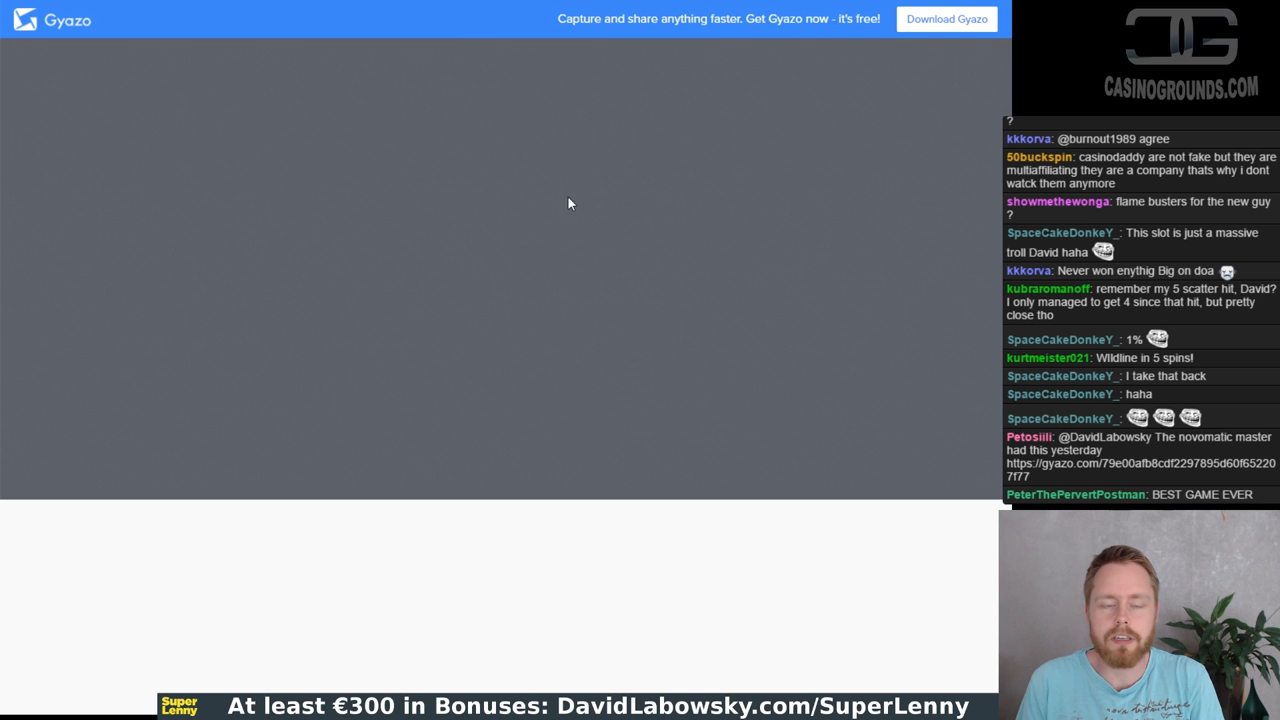 Gyazo
Capture and share anything faster. Get Gyazo now - it's free!
Download Gyazo
CASINOGROUNDS.COM
?
kkkorva: @burnout1989 agree
50buckspin: casinodaddy are not fake but they are
multiaffiliating they are a company thats why i dont
watck them anymore
showmethewonga: flame busters for the new guy
?
SpaceCakeDonkeY_: This slot is just a massive
troll David haha
kkkorva: Never won enythig Big on doa
kubraromanoff: remember my 5 scatter hit, David?
I only managed to get 4 since that hit, but pretty
close tho
SpaceCakeDonkeY_: 1%
kurtmeister021: WIldline in 5 spins!
SpaceCakeDonkeY_: I take that back
SpaceCakeDonkeY_: haha
SpaceCakeDonkeY_:
Petosiili: @DavidLabowsky The novomatic master
had this yesterday
https://gyazo.com/79e00afb8cdf2297895d60f65220
7f77
PeterThePervertPostman: BEST GAME EVER
Super
Lenny
At least €300 in Bonuses: DavidLabowsky.com/SuperLenny